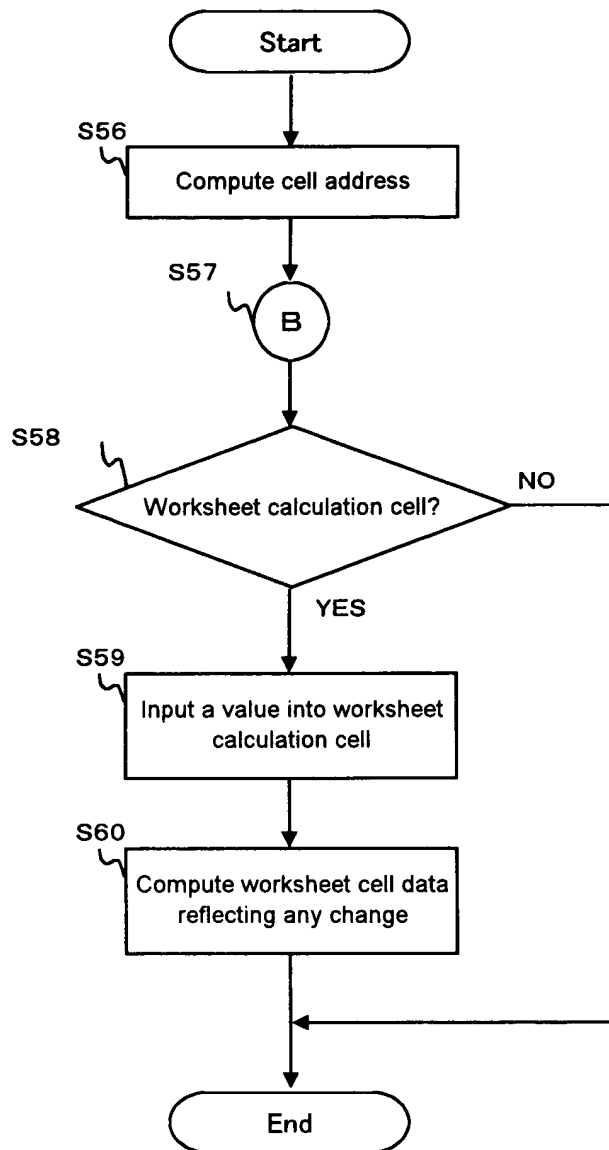 Start
S56
Compute cell address
S57
B
S58
Worksheet calculation cell?
NO
YES
S59
Input a value into worksheet
calculation cell
S60
Compute worksheet cell data
reflecting any change
End